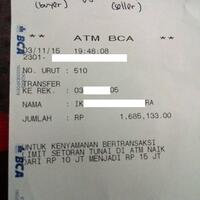 (buyer) (seller)
** ATM BCA **
03/11/15 19:48:08
2301-
NO. URUT : 510
TRANSFER
KE REK. : 03 05
NAMA : IK RA
JUMLAH : RP 1,685,133.00
UNTUK KENYAMANAN BERTRANSAKSI
LIMIT SETORAN TUNAI DI ATM NAIK
DARI RP 10 JT MENJADI RP 15 JT
BCA
BCA